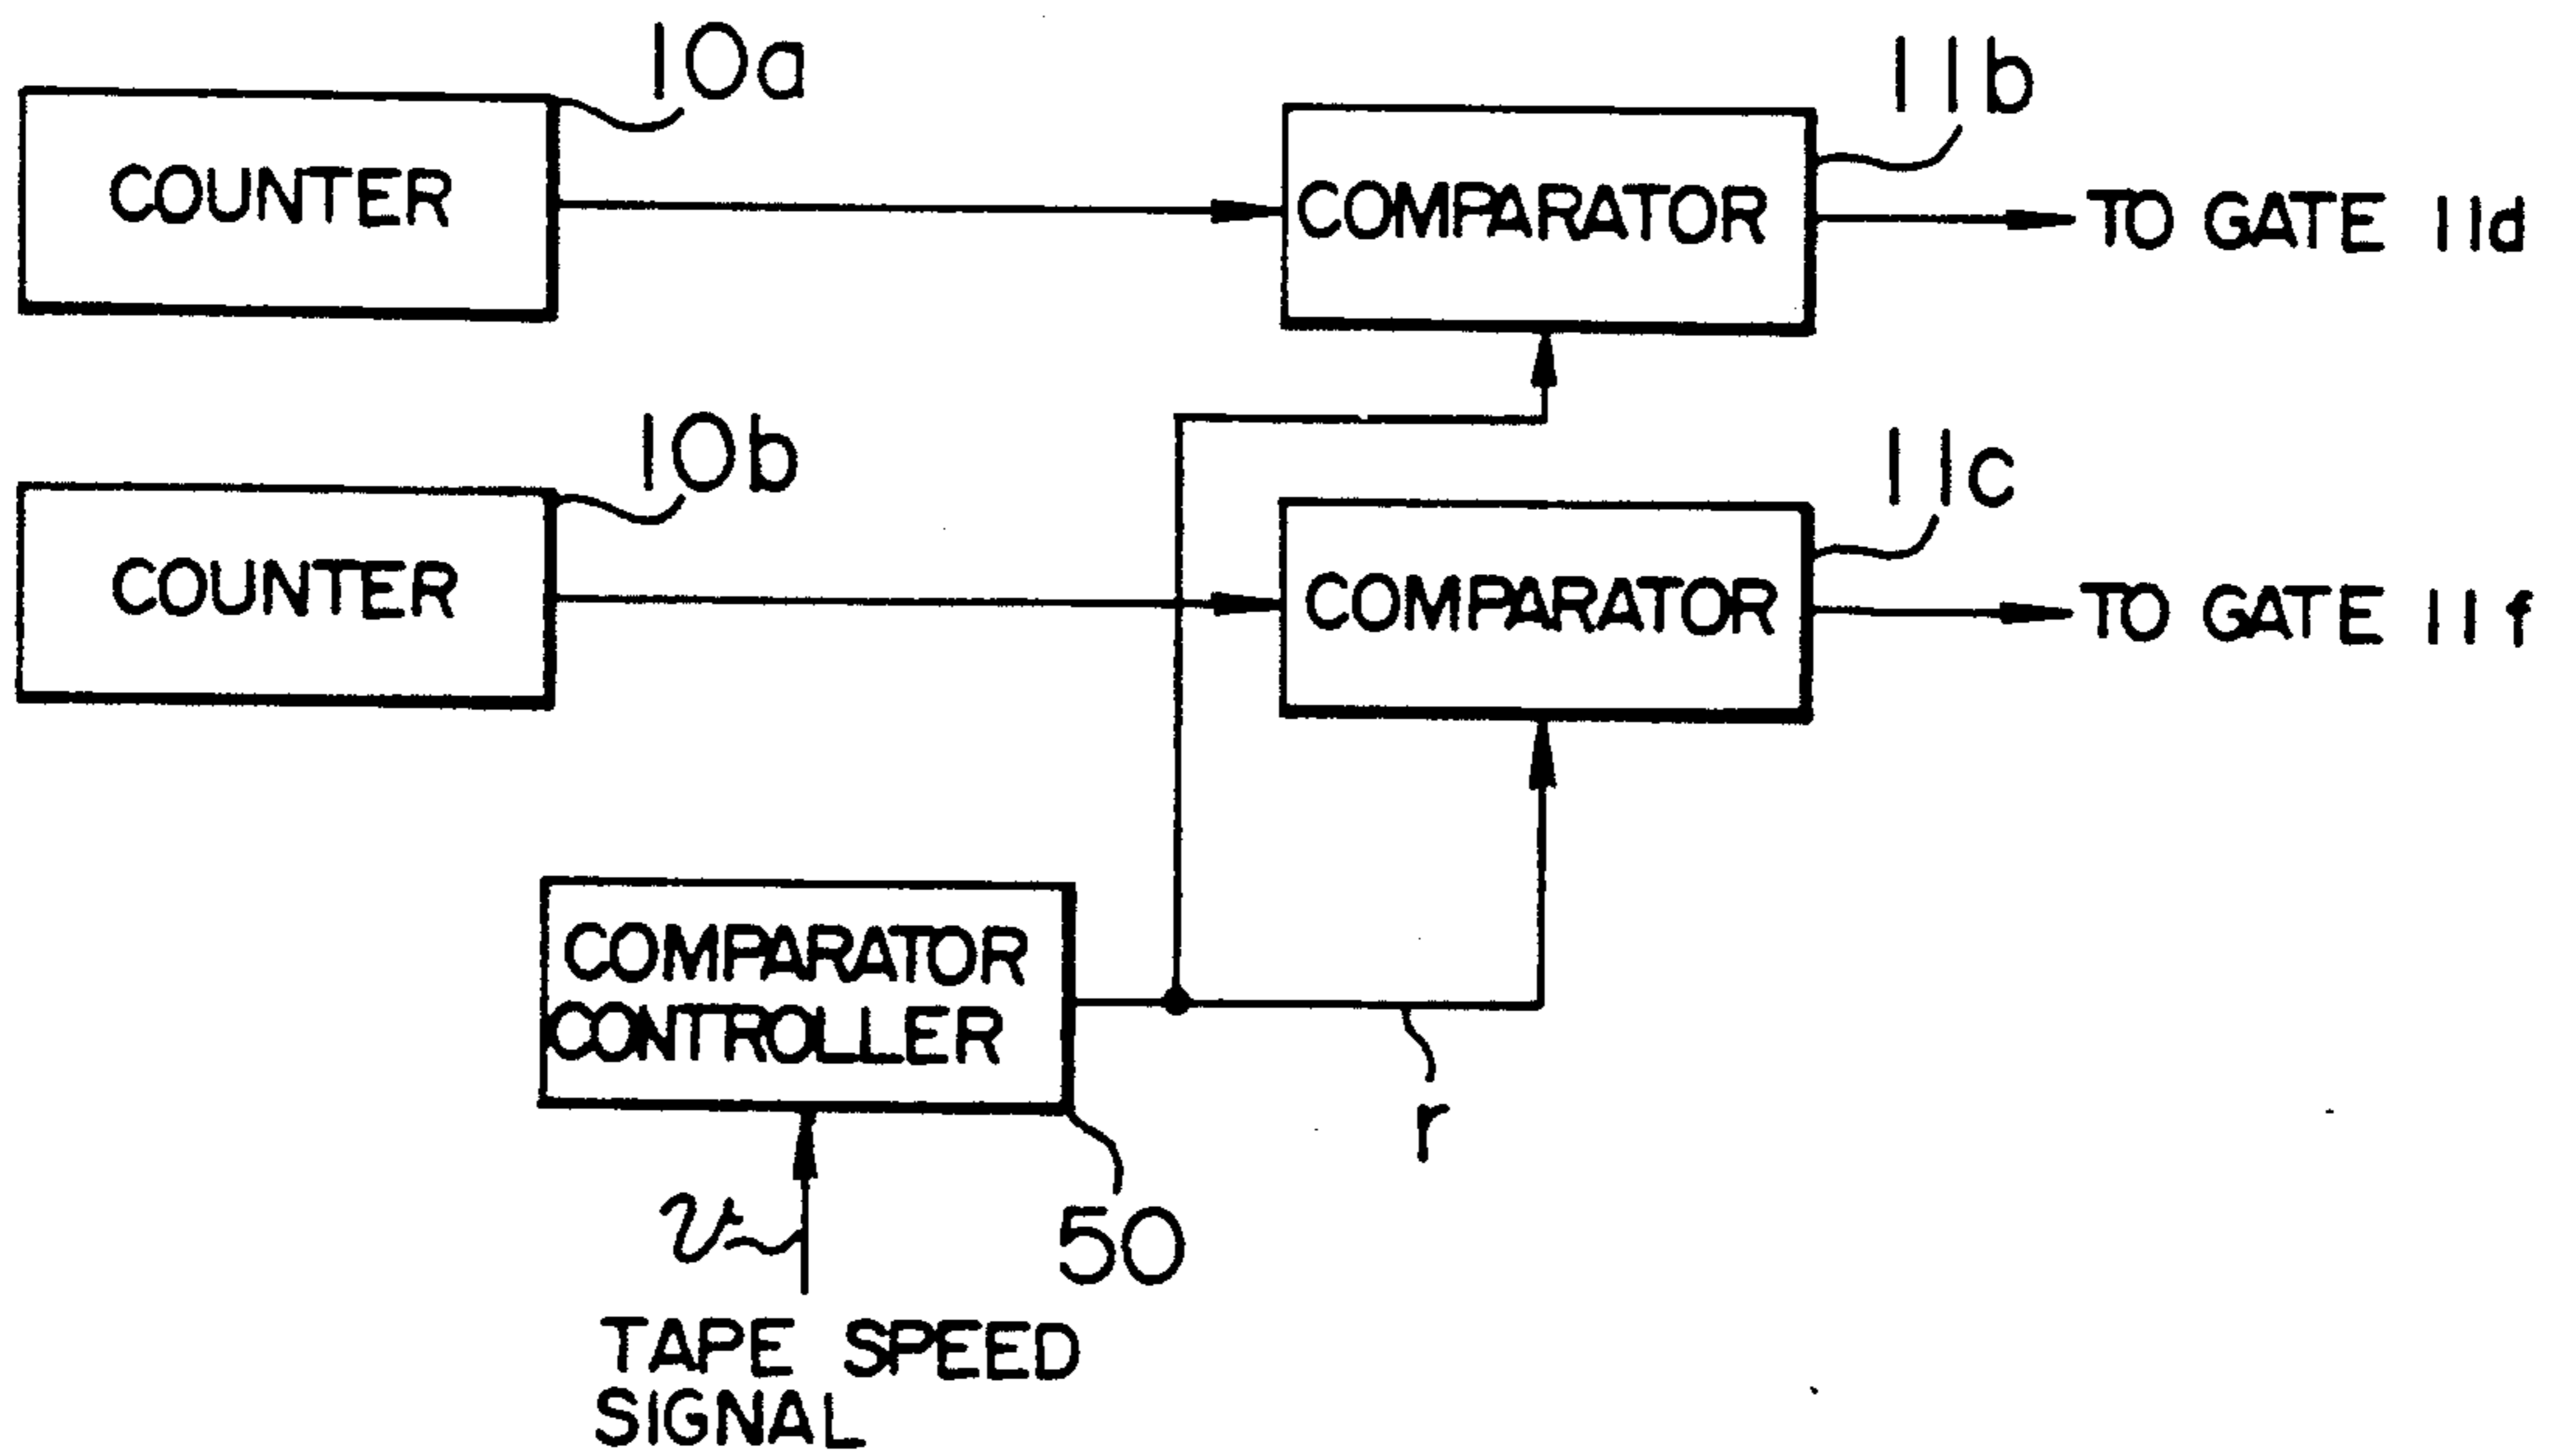 10a
COUNTER
11b
COMPARATOR
TO GATE 11d
10b
COUNTER
11c
COMPARATOR
TO GATE 11f
COMPARATOR
CONTROLLER
r
v
50
TAPE SPEED
SIGNAL